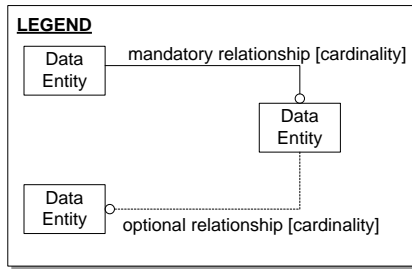 LEGEND
Data
Entity
mandatory relationship [cardinality]
Data
Entity
Data
Entity
optional relationship [cardinality]